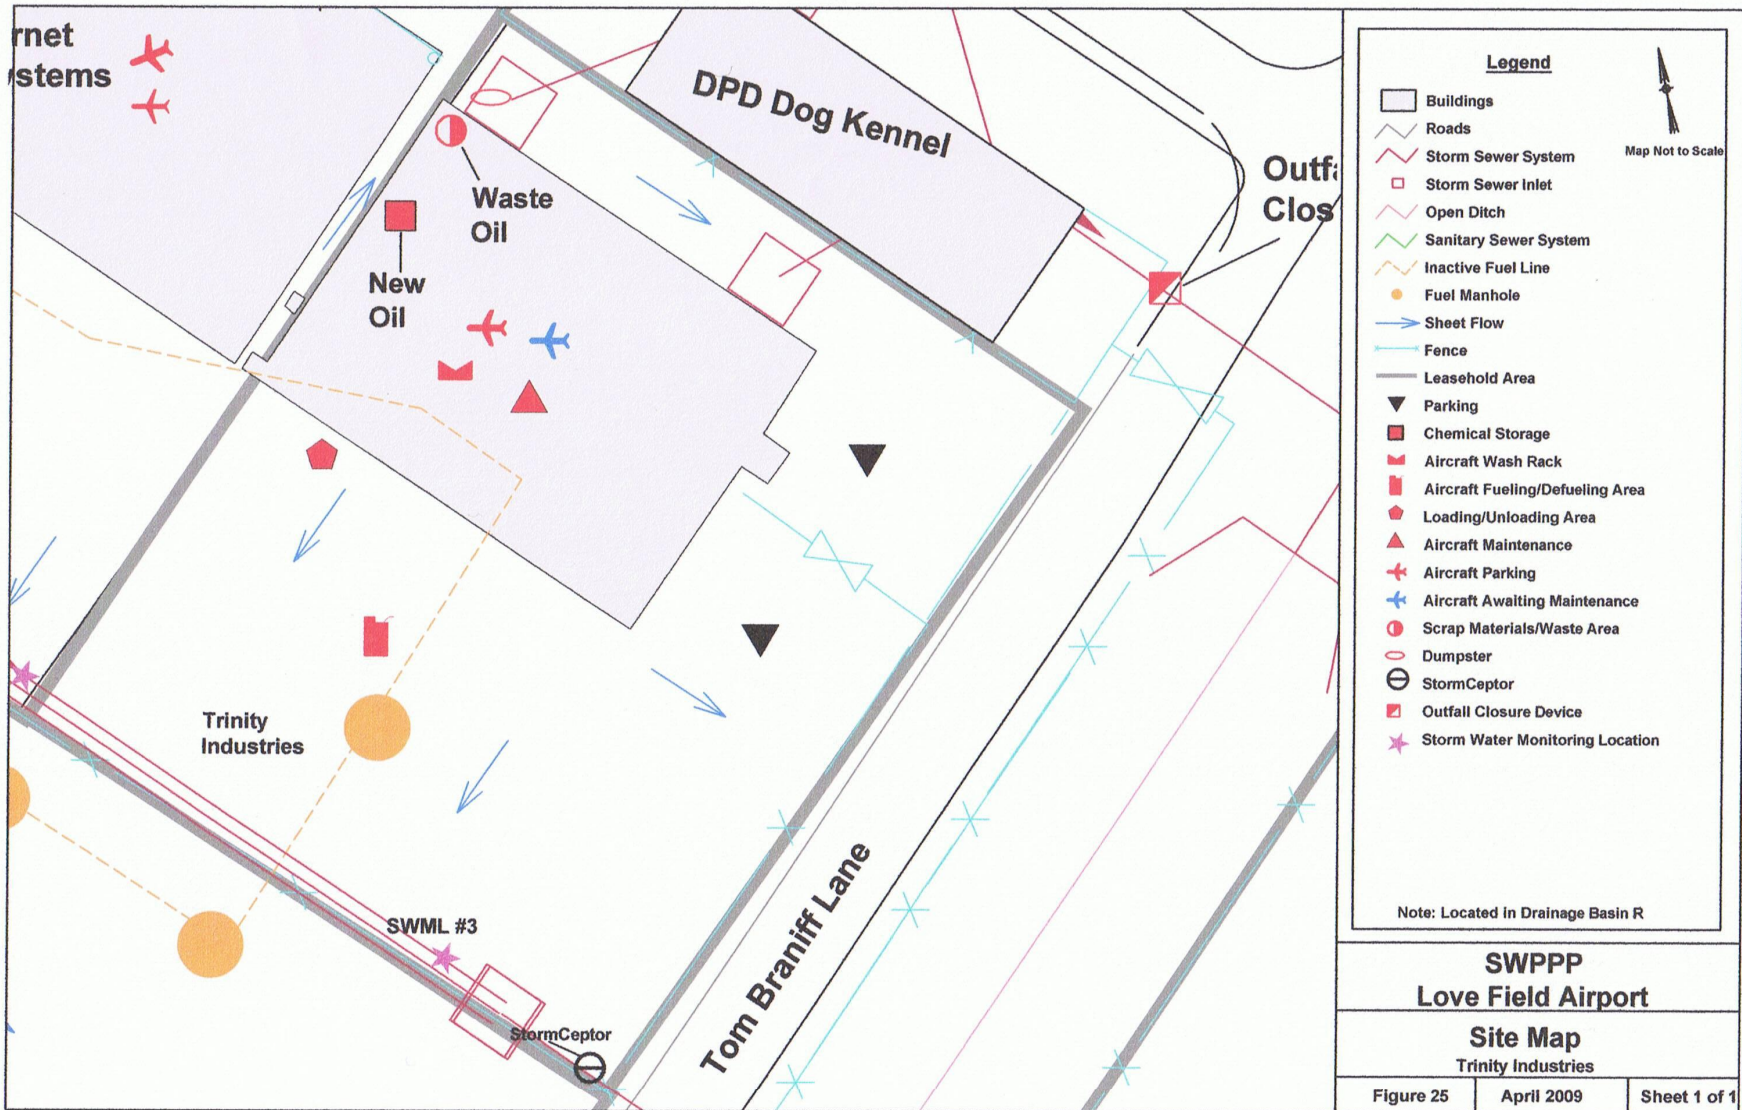 rnet
stems
DPD Dog Kennel
Waste
Oil
New
Oil
Outf
Clos
Trinity
Industries
SWML #3
StormCeptor
Tom Braniff Lane
Legend
Buildings
Roads
Storm Sewer System
Storm Sewer Inlet
Open Ditch
Sanitary Sewer System
Inactive Fuel Line
Fuel Manhole
Sheet Flow
Fence
Leasehold Area
Parking
Chemical Storage
Aircraft Wash Rack
Aircraft Fueling/Defueling Area
Loading/Unloading Area
Aircraft Maintenance
Aircraft Parking
Aircraft Awaiting Maintenance
Scrap Materials/Waste Area
Dumpster
StormCeptor
Outfall Closure Device
Storm Water Monitoring Location
Map Not to Scale
Note: Located in Drainage Basin R
SWPPP
Love Field Airport
Site Map
Trinity Industries
Figure 25
April 2009
Sheet 1 of 1